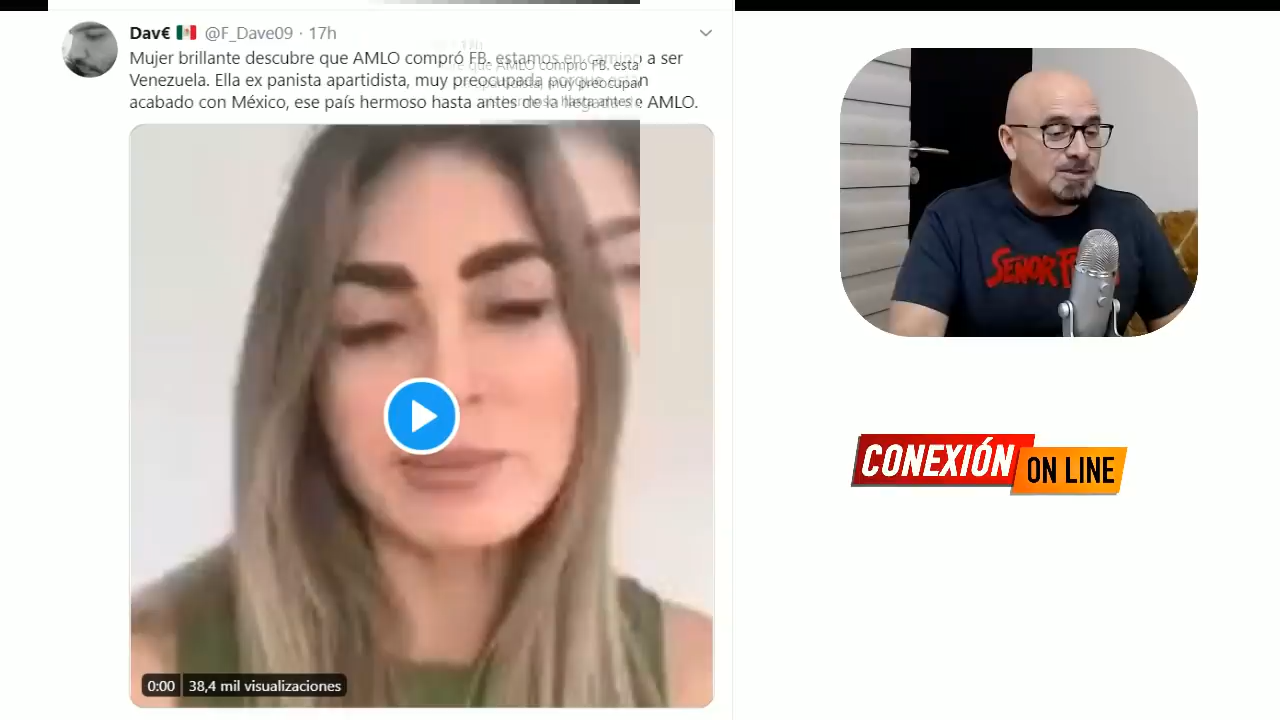 Dav€ 🇲🇽 @F_Dave09 · 17h
Mujer brillante descubre que AMLO compró FB. estamos en camino a ser
Venezuela. Ella ex panista apartidista, muy preocupada porque están
acabado con México, ese país hermoso hasta antes de la llegada de AMLO.
SEÑOR
CONEXIÓN
ON LINE
0:00 38,4 mil visualizaciones